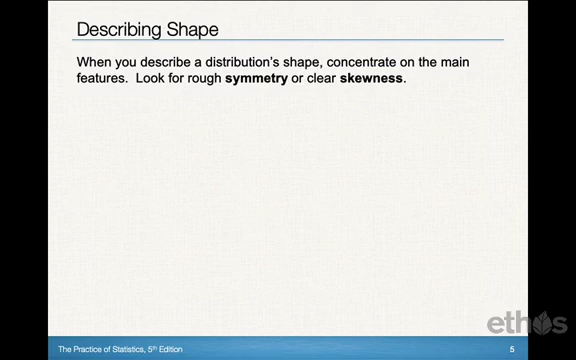 Describing Shape
When you describe a distribution's shape, concentrate on the main
features. Look for rough symmetry or clear skewness.
ethos
The Practice of Statistics, 5th Edition
5